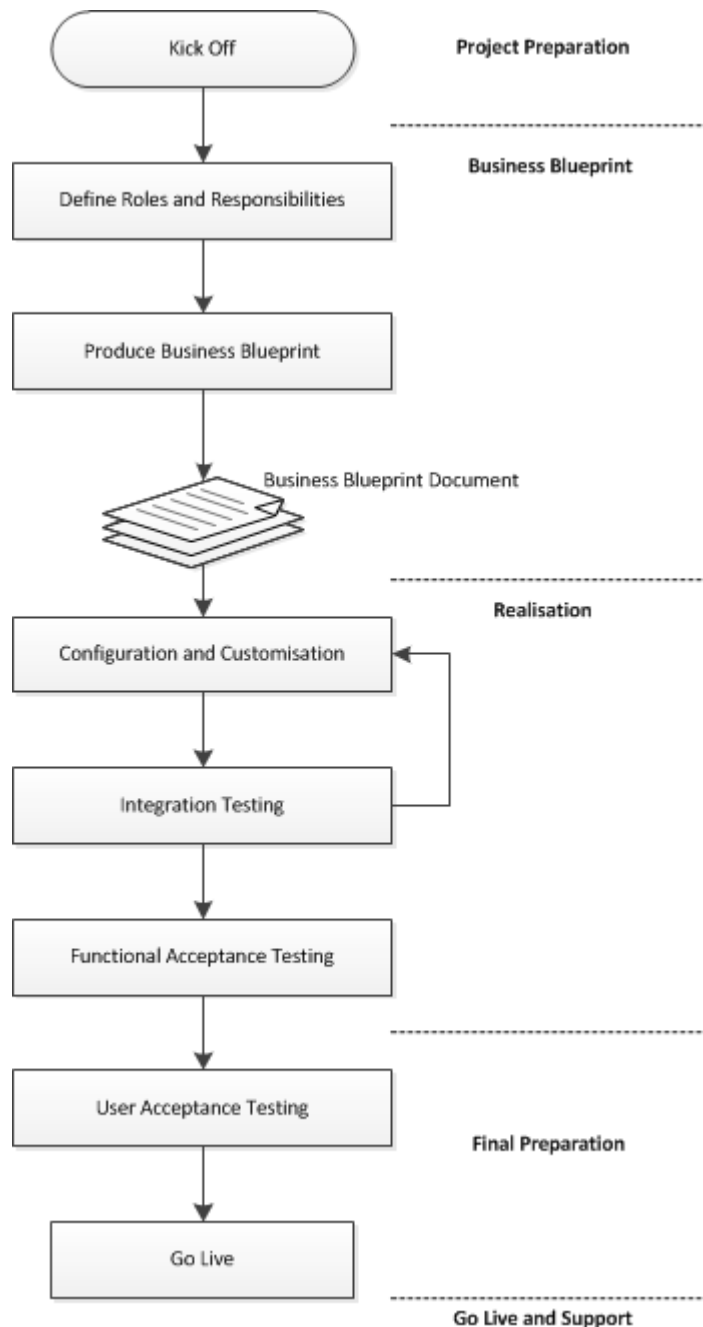 Kick Off
Project Preparation
Business Blueprint
Define Roles and Responsibilities
Produce Business Blueprint
Business Blueprint Document
Realisation
Configuration and Customisation
Integration Testing
Functional Acceptance Testing
User Acceptance Testing
Final Preparation
Go Live
Go Live and Support